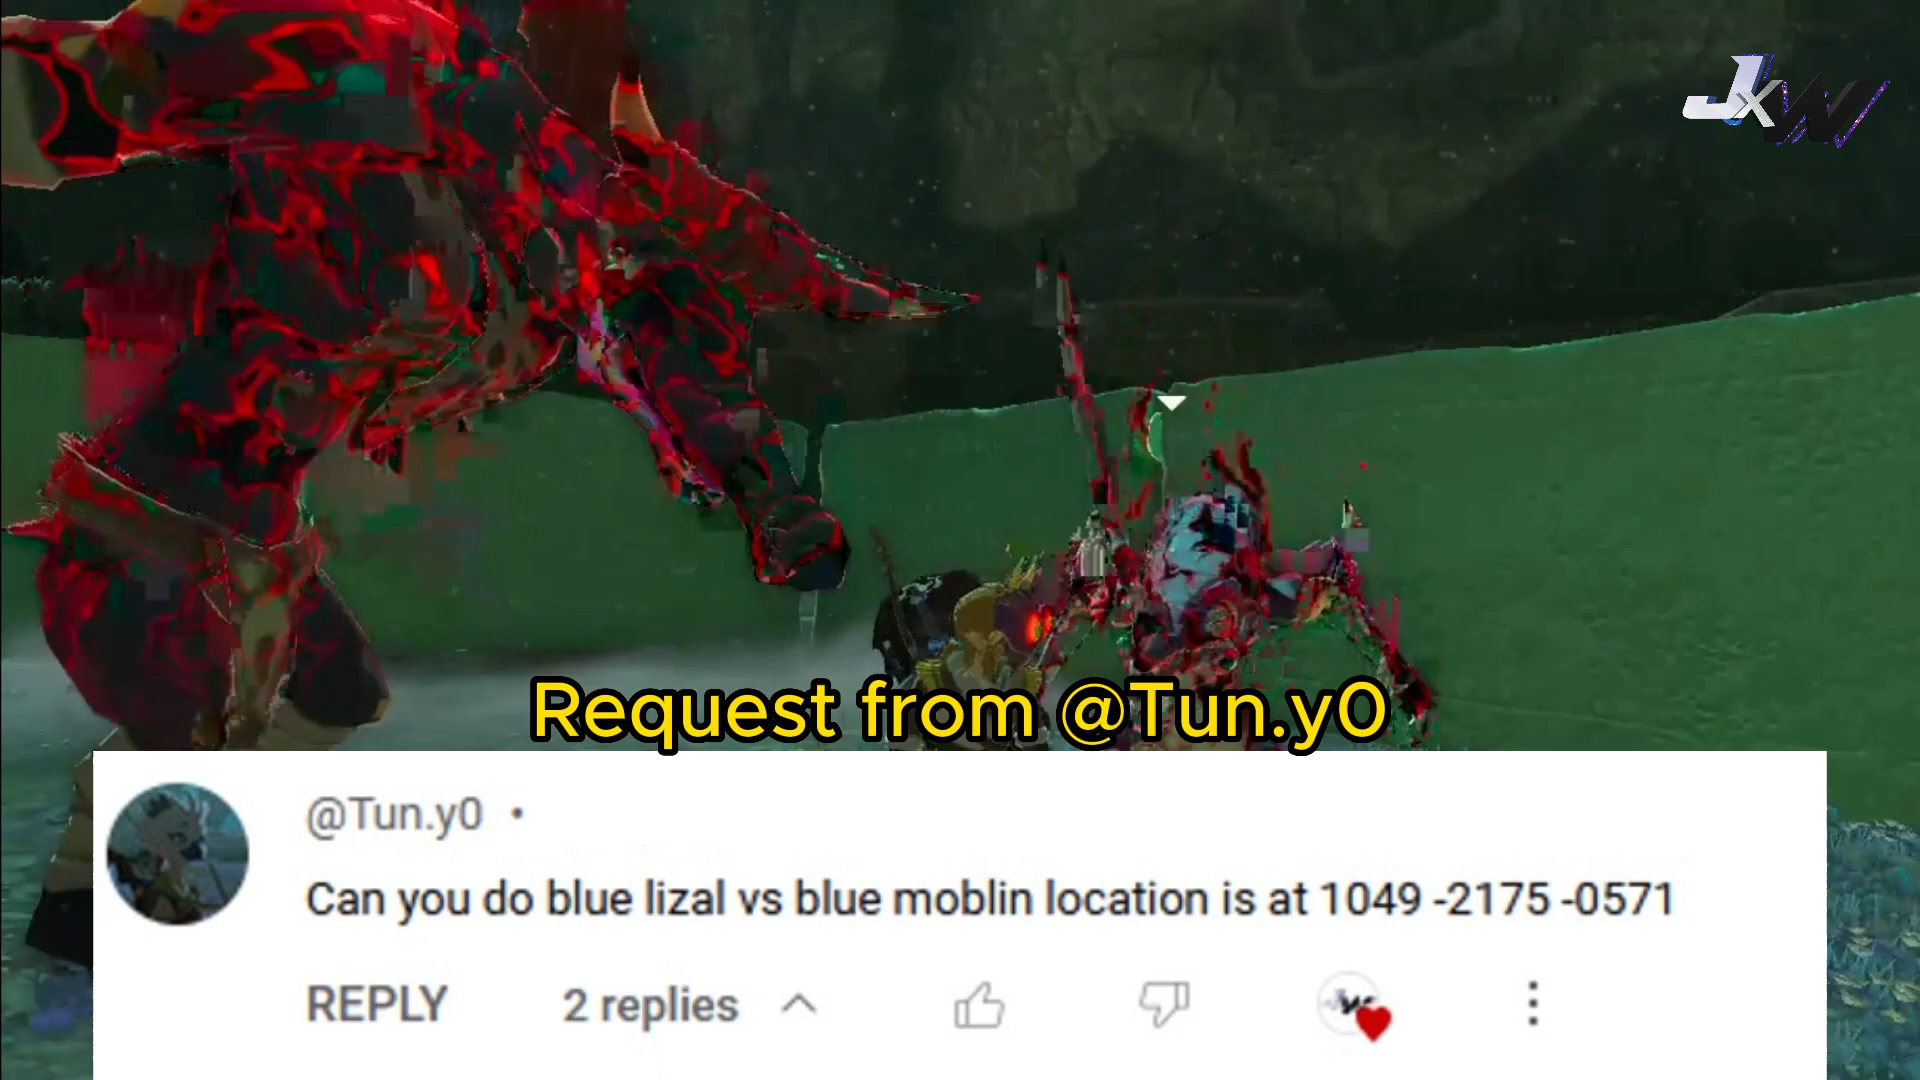 JxW
Request from @Tun.y0
@Tun.y0 •
Can you do blue lizal vs blue moblin location is at 1049 -2175 -0571
REPLY 2 replies